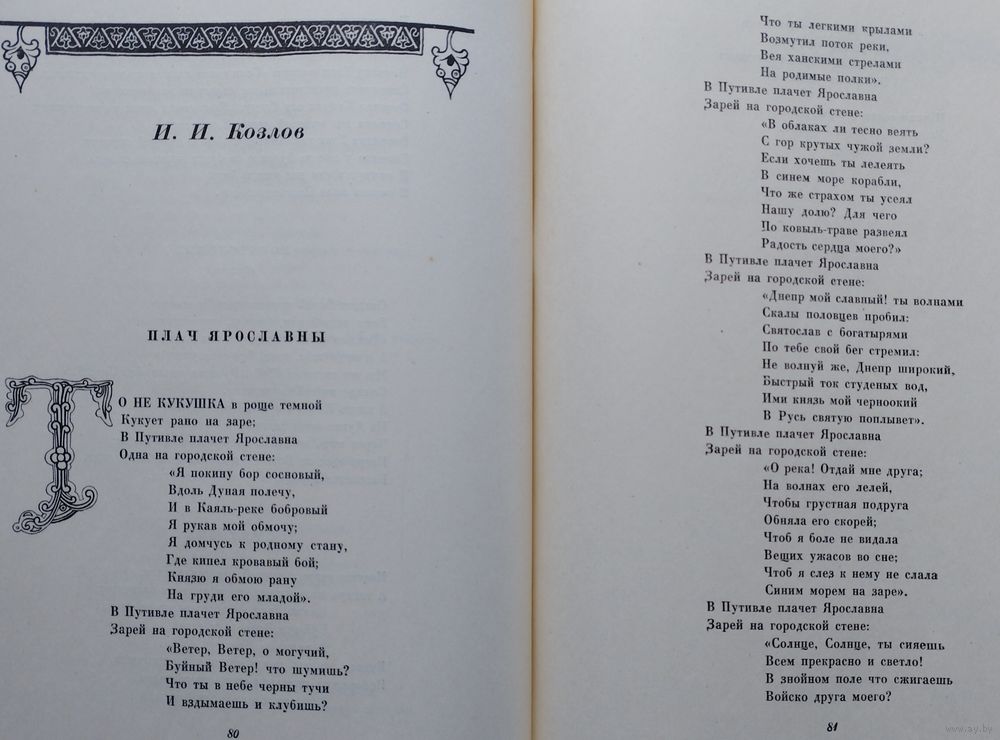 И. И. Козлов
ПЛАЧ ЯРОСЛАВНЫ
ТО НЕ КУКУШКА в роще темной
Кукует рано на заре;
В Путивле плачет Ярославна
Одна на городской стене:
«Я покину бор сосновый,
Вдоль Дуная полечу,
И в Каяль-реке бобровый
Я рукав мой обмочу;
Я домчусь к родному стану,
Где кипел кровавый бой;
Князю я обмою рану
На груди его младой».
В Путивле плачет Ярославна
Зарей на городской стене:
«Ветер, Ветер, о могучий,
Буйный Ветер! что шумишь?
Что ты в небе черны тучи
И вздымаешь и клубишь?
80
Что ты легкими крылами
Возмутил поток реки,
Вея ханскими стрелами
На родимые полки».
В Путивле плачет Ярославна
Зарей на городской стене:
«В облаках ли тесно веять
С гор крутых чужой земли?
Если хочешь ты лелеять
В синем море корабли,
Что же страхом ты усеял
Нашу долю? Для чего
По ковыль-траве развеял
Радость сердца моего?»
В Путивле плачет Ярославна
Зарей на городской стене:
«Днепр мой славный! ты волнами
Скалы половцев пробил:
Святослав с богатырями
По тебе свой бег стремил:
Не волнуй же, Днепр широкий,
Быстрый ток студеных вод,
Ими князь мой черноокий
В Русь святую поплывет».
В Путивле плачет Ярославна
Зарей на городской стене:
«О река! Отдай мне друга;
На волнах его лелей,
Чтобы грустная подруга
Обняла его скорей;
Чтоб я боле не видала
Вещих ужасов во сне;
Чтоб я слез к нему не слала
Синим морем на заре».
В Путивле плачет Ярославна
Зарей на городской стене:
«Солнце, Солнце, ты сияешь
Всем прекрасно и светло!
В знойном поле что сжигаешь
Войско друга моего?
81
www.ay.by